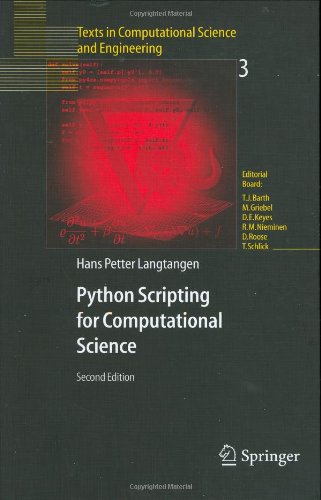 Texts in Computational Science
and Engineering
3
Editorial
Board:
T.J. Barth
M. Griebel
D.E. Keyes
R.M. Nieminen
D. Roose
T. Schlick
Hans Petter Langtangen
Python Scripting
for Computational
Science
Second Edition
Springer